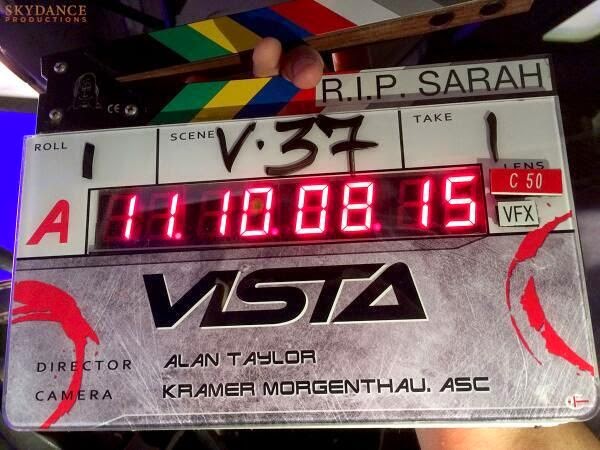 SKYDANCE
PRODUCTIONS
R.I.P. SARAH
CE
ROLL 1
SCENE V.37
TAKE 1
LENS
C 50
VFX
A
11.10.08.15
VISTA
DIRECTOR ALAN TAYLOR
CAMERA KRAMER MORGENTHAU. ASC